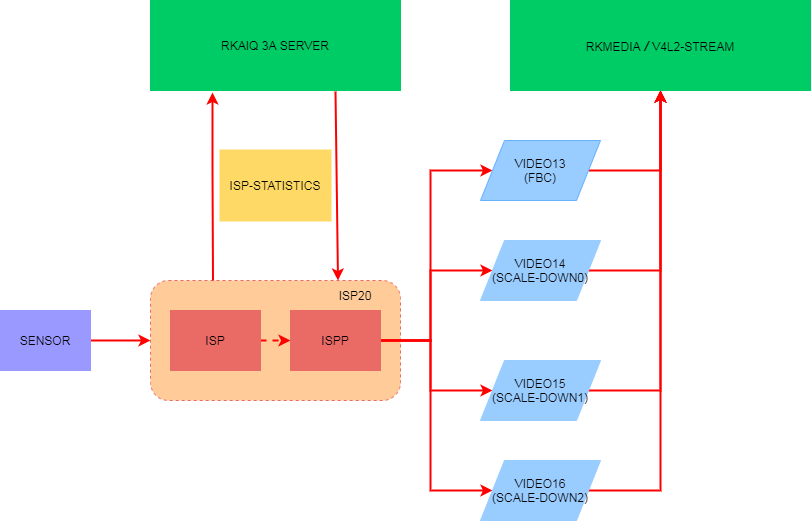 RKAIQ 3A SERVER
RKMEDIA / V4L2-STREAM
ISP-STATISTICS
VIDEO13
(FBC)
VIDEO14
(SCALE-DOWN0)
ISP20
SENSOR
ISP
ISPP
VIDEO15
(SCALE-DOWN1)
VIDEO16
(SCALE-DOWN2)